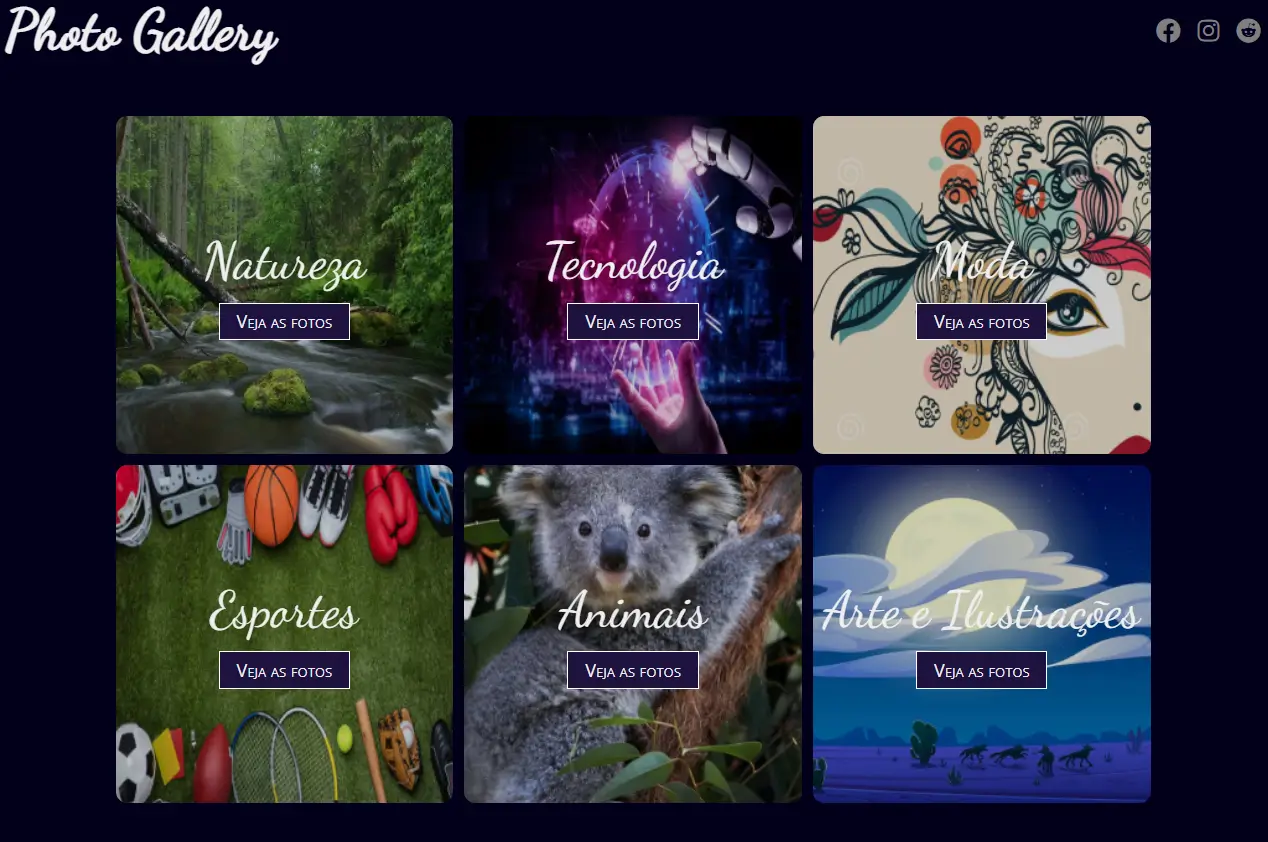 Photo Gallery
Natureza
Veja as fotos
Tecnologia
Veja as fotos
Moda
Veja as fotos
Esportes
Veja as fotos
Animais
Veja as fotos
Arte e Ilustrações
Veja as fotos